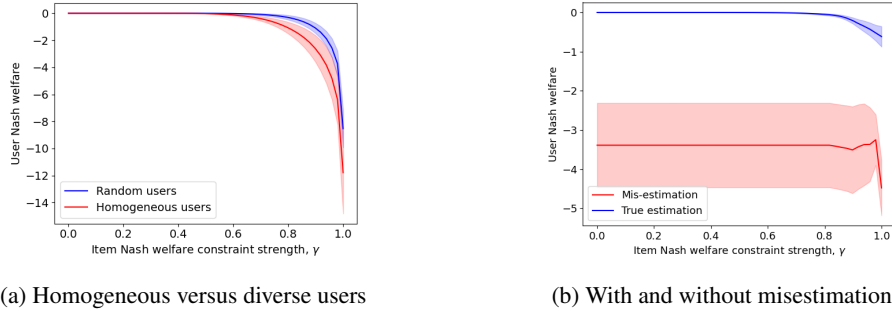 0
−2
−4
−6
−8
−10
−12
−14
User Nash welfare
Random users
Homogeneous users
0.0 0.2 0.4 0.6 0.8 1.0
Item Nash welfare constraint strength, γ
(a) Homogeneous versus diverse users
0
−1
−2
−3
−4
−5
User Nash welfare
Mis-estimation
True estimation
0.0 0.2 0.4 0.6 0.8 1.0
Item Nash welfare constraint strength, γ
(b) With and without misestimation